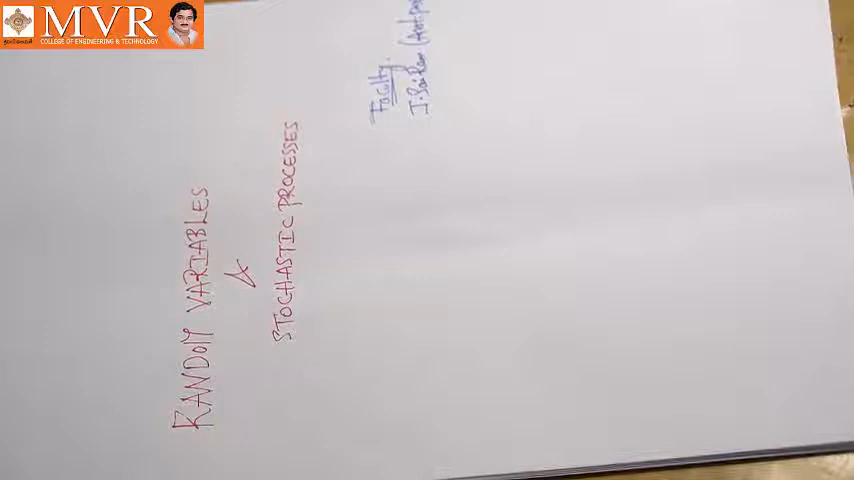 MVR
COLLEGE OF ENGINEERING & TECHNOLOGY
RANDOM VARIABLES
&
STOCHASTIC PROCESSES
Faculty.